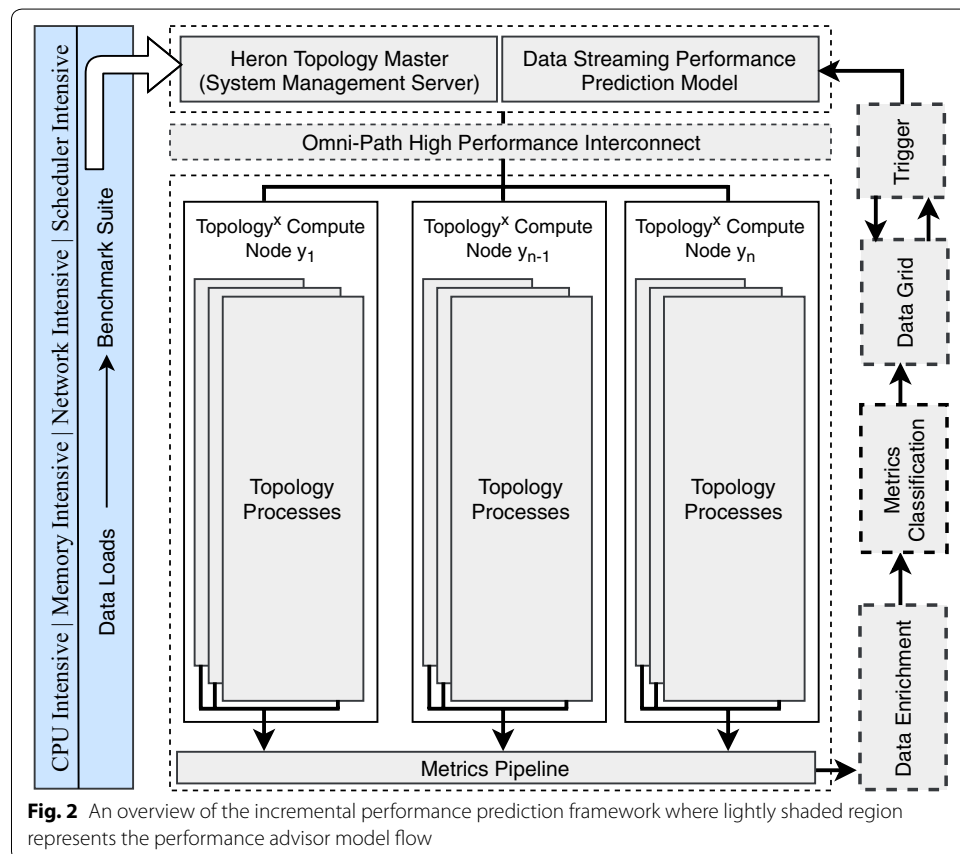 CPU Intensive | Memory Intensive | Network Intensive | Scheduler Intensive
Data Loads
Benchmark Suite
Heron Topology Master
(System Management Server)
Data Streaming Performance
Prediction Model
Omni-Path High Performance Interconnect
Topologyˣ Compute
Node y₁
Topologyˣ Compute
Node yₙ₋₁
Topologyˣ Compute
Node yₙ
Topology
Processes
Topology
Processes
Topology
Processes
Metrics Pipeline
Trigger
Data Grid
Metrics
Classification
Data Enrichment
Fig. 2 An overview of the incremental performance prediction framework where lightly shaded region
represents the performance advisor model flow